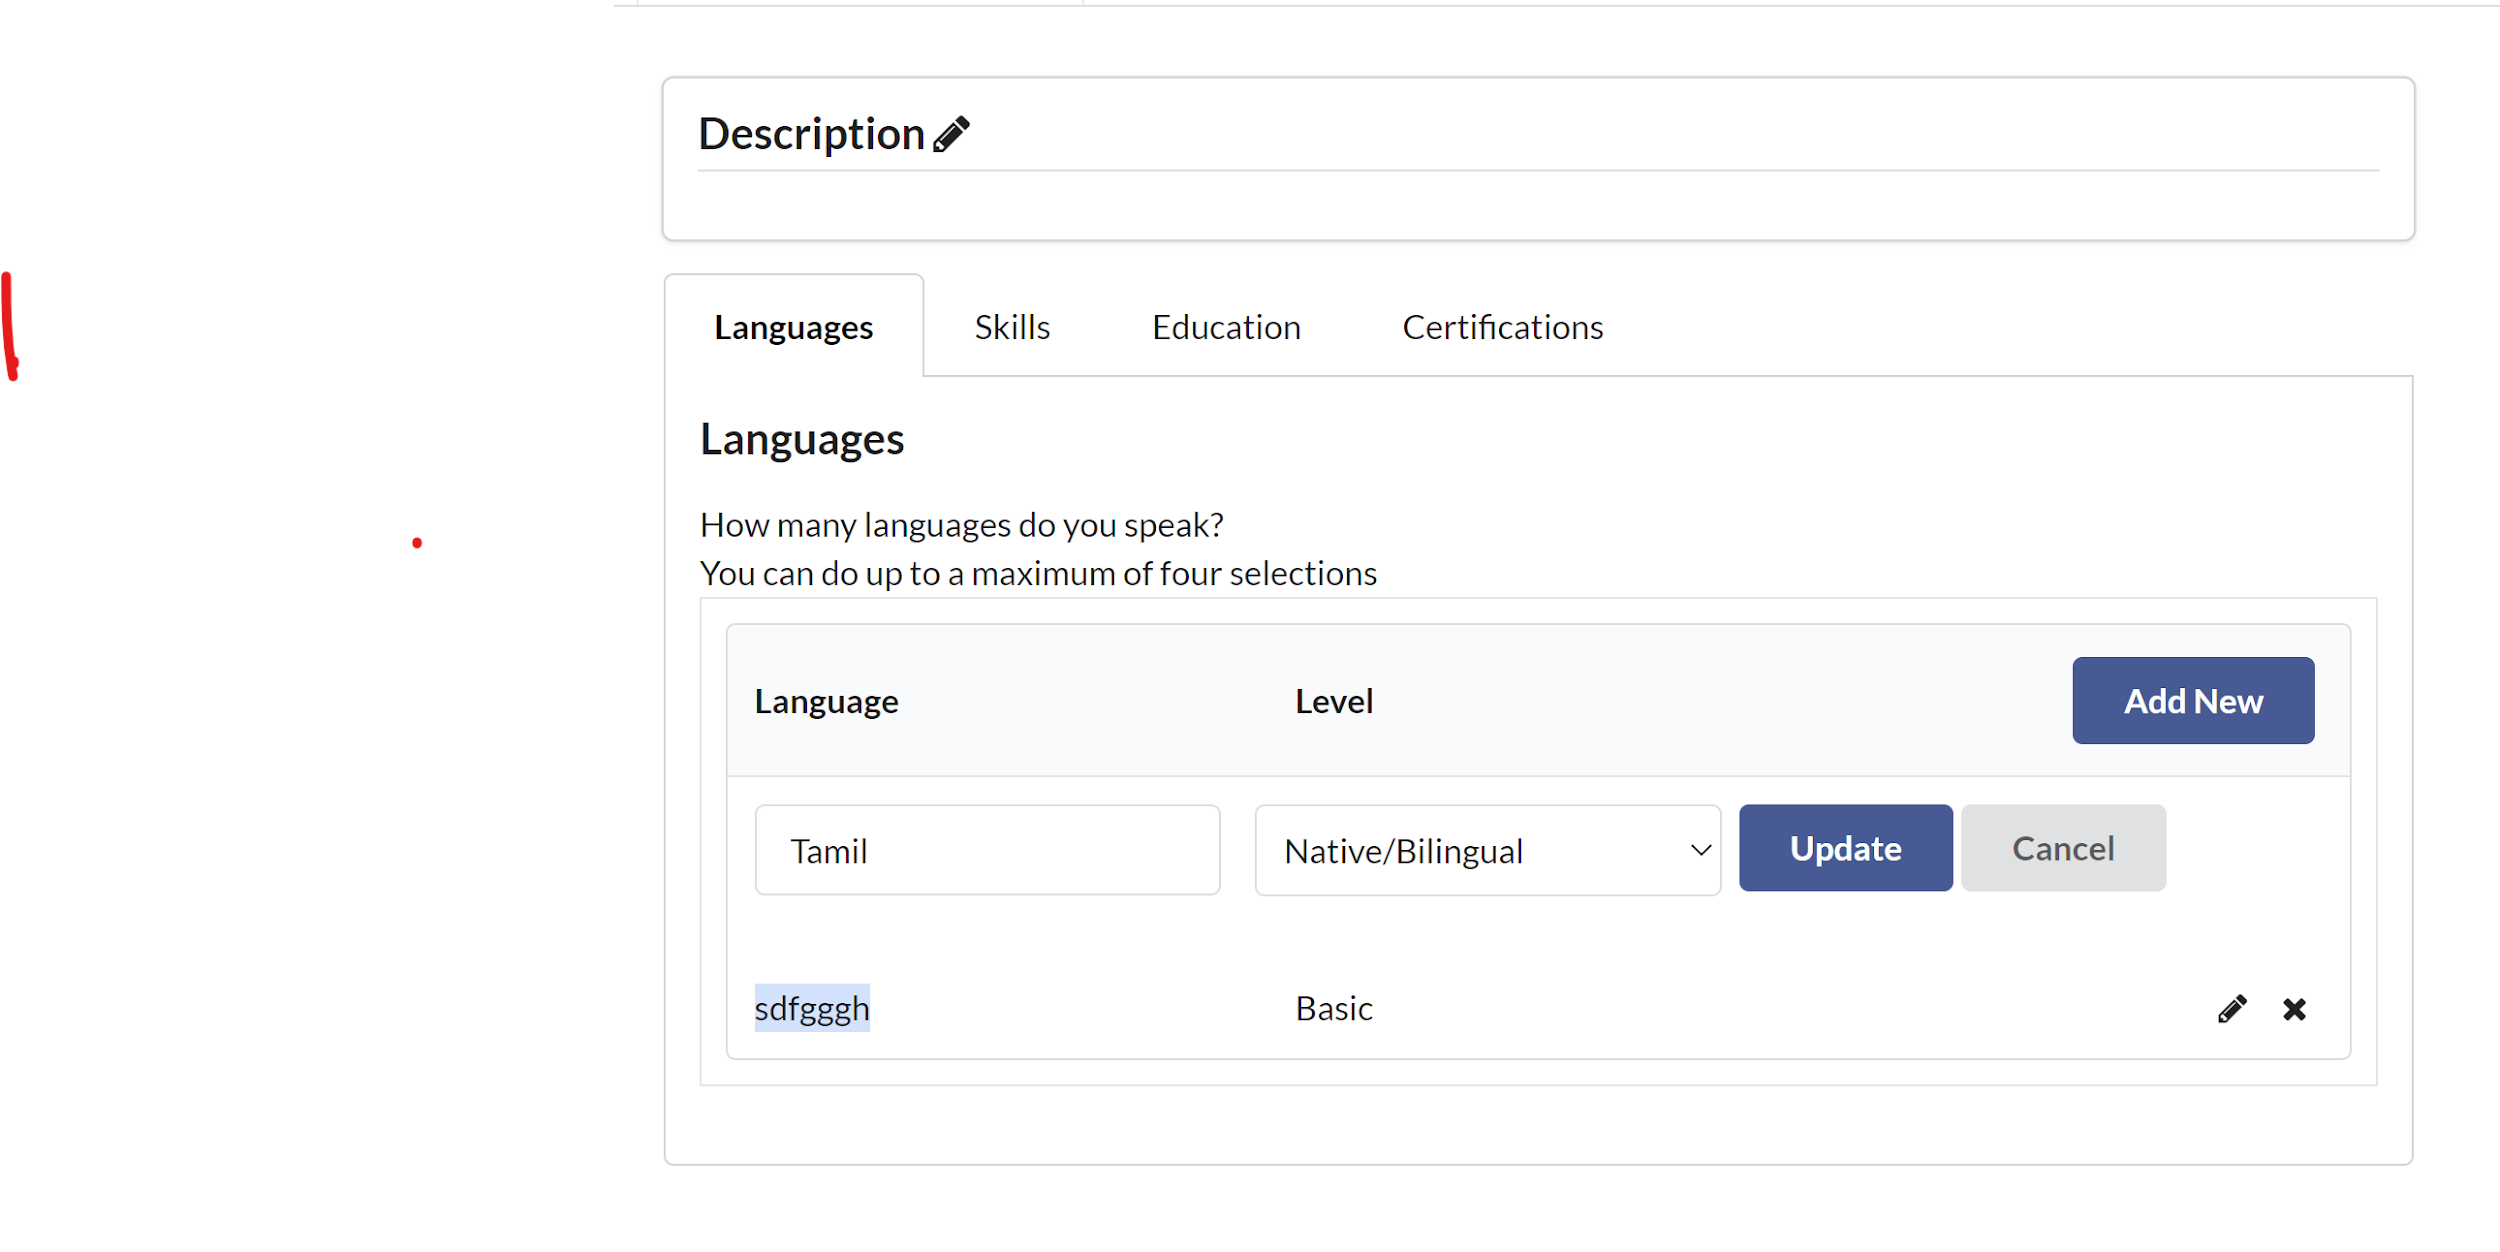 Description
Languages Skills Education Certifications
Languages
How many languages do you speak?
You can do up to a maximum of four selections
Language Level Add New
Tamil Native/Bilingual Update Cancel
sdfgggh Basic